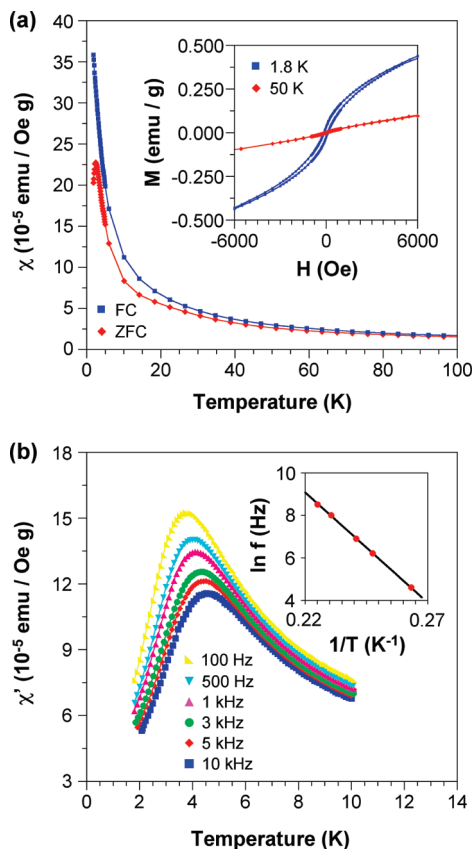 (a)
χ (10⁻⁵ emu / Oe g)
40
35
30
25
20
15
10
5
0
0 20 40 60 80 100
Temperature (K)
FC
ZFC
M (emu / g)
0.500
0.250
0.000
-0.250
-0.500
-6000 0 6000
H (Oe)
1.8 K
50 K
(b)
χ' (10⁻⁵ emu / Oe g)
18
15
12
9
6
3
0 2 4 6 8 10 12 14
Temperature (K)
100 Hz
500 Hz
1 kHz
3 kHz
5 kHz
10 kHz
ln f (Hz)
10
8
6
4
0.22 0.27
1/T (K⁻¹)